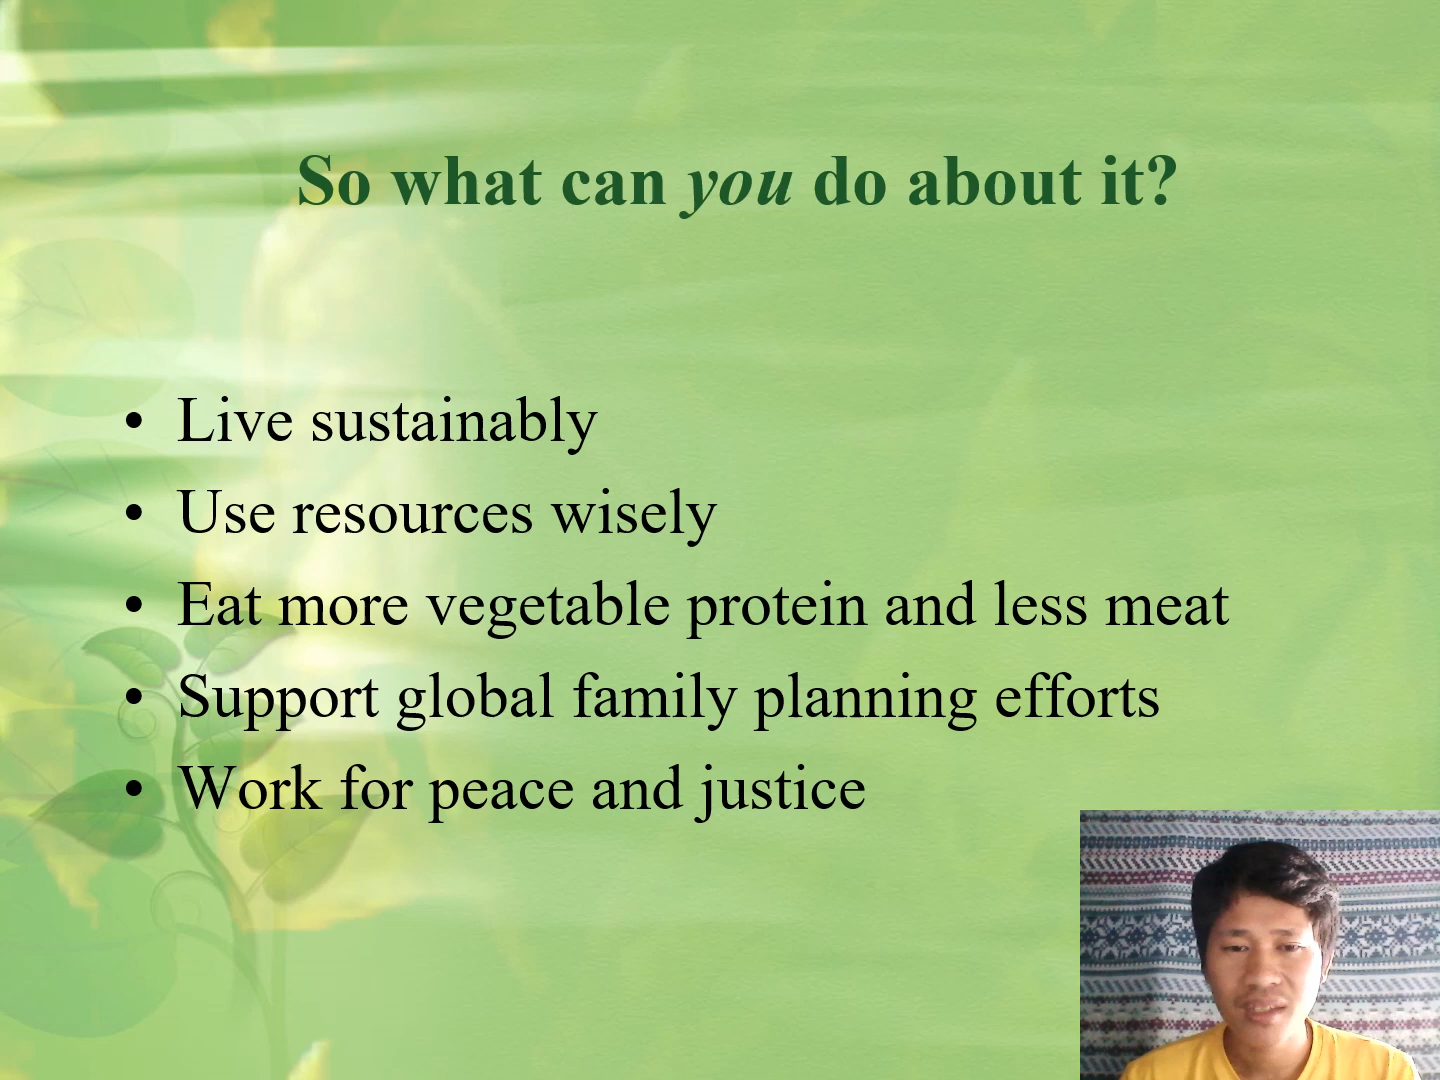 So what can you do about it?
• Live sustainably
• Use resources wisely
• Eat more vegetable protein and less meat
• Support global family planning efforts
• Work for peace and justice